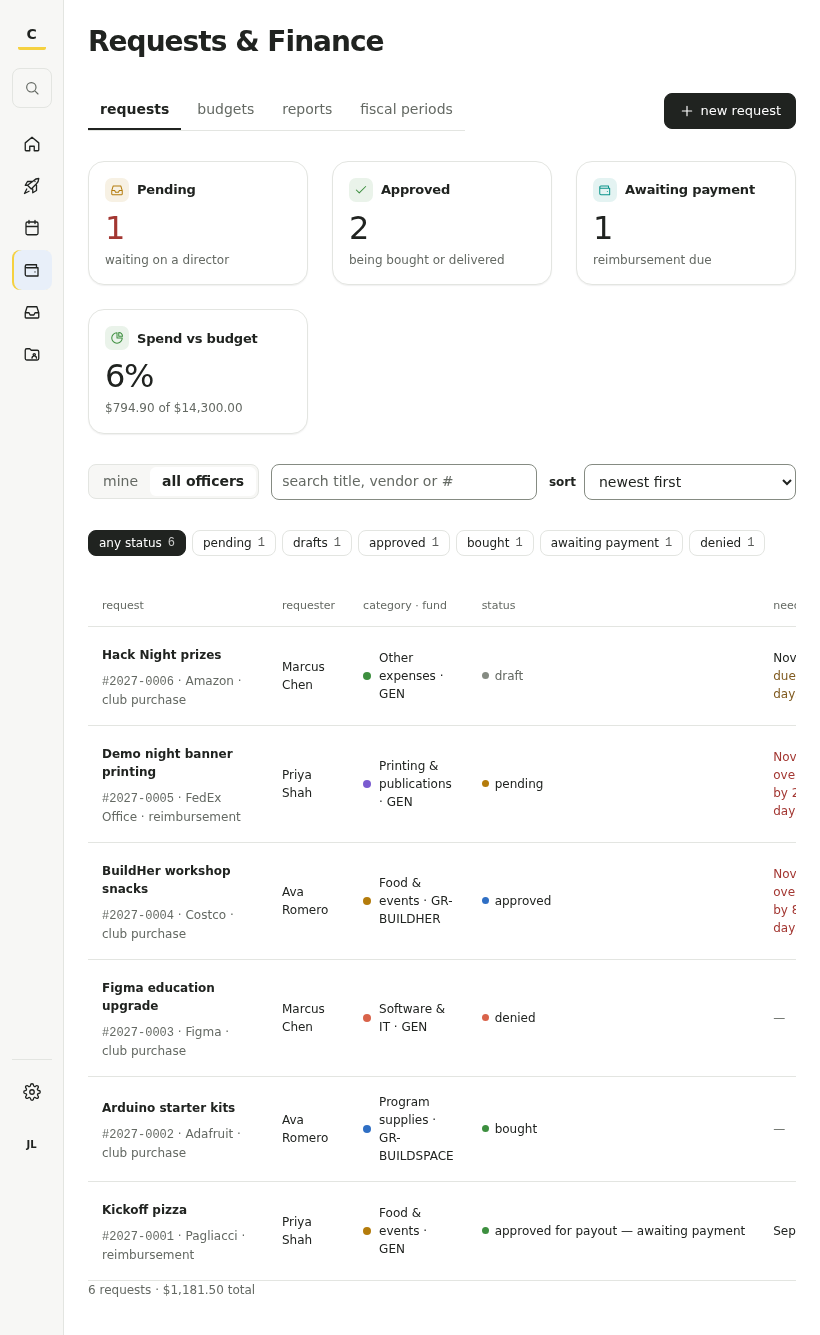 C
Requests & Finance
requests budgets reports fiscal periods
new request
Pending
1
waiting on a director
Approved
2
being bought or delivered
Awaiting payment
1
reimbursement due
Spend vs budget
6%
$794.90 of $14,300.00
mine all officers
search title, vendor or #
sort newest first
any status 6 pending 1 drafts 1 approved 1 bought 1 awaiting payment 1 denied 1
request requester category · fund status
Hack Night prizes
#2027-0006 · Amazon ·
club purchase
Marcus
Chen
Other
expenses ·
GEN
draft
Nov
due
Demo night banner
printing
#2027-0005 · FedEx
Office · reimbursement
Priya
Shah
Printing &
publications
· GEN
pending
Nov
by 2
BuildHer workshop
snacks
#2027-0004 · Costco ·
club purchase
Ava
Romero
Food &
events · GR-
BUILDHER
approved
Nov
by 8
Figma education
upgrade
#2027-0003 · Figma ·
club purchase
Marcus
Chen
Software &
IT · GEN
denied
—
Arduino starter kits
#2027-0002 · Adafruit ·
club purchase
Ava
Romero
Program
supplies ·
GR-
BUILDSPACE
bought
—
Kickoff pizza
#2027-0001 · Pagliacci ·
reimbursement
Priya
Shah
Food &
events ·
GEN
approved for payout — awaiting payment
Sep
6 requests · $1,181.50 total
JL